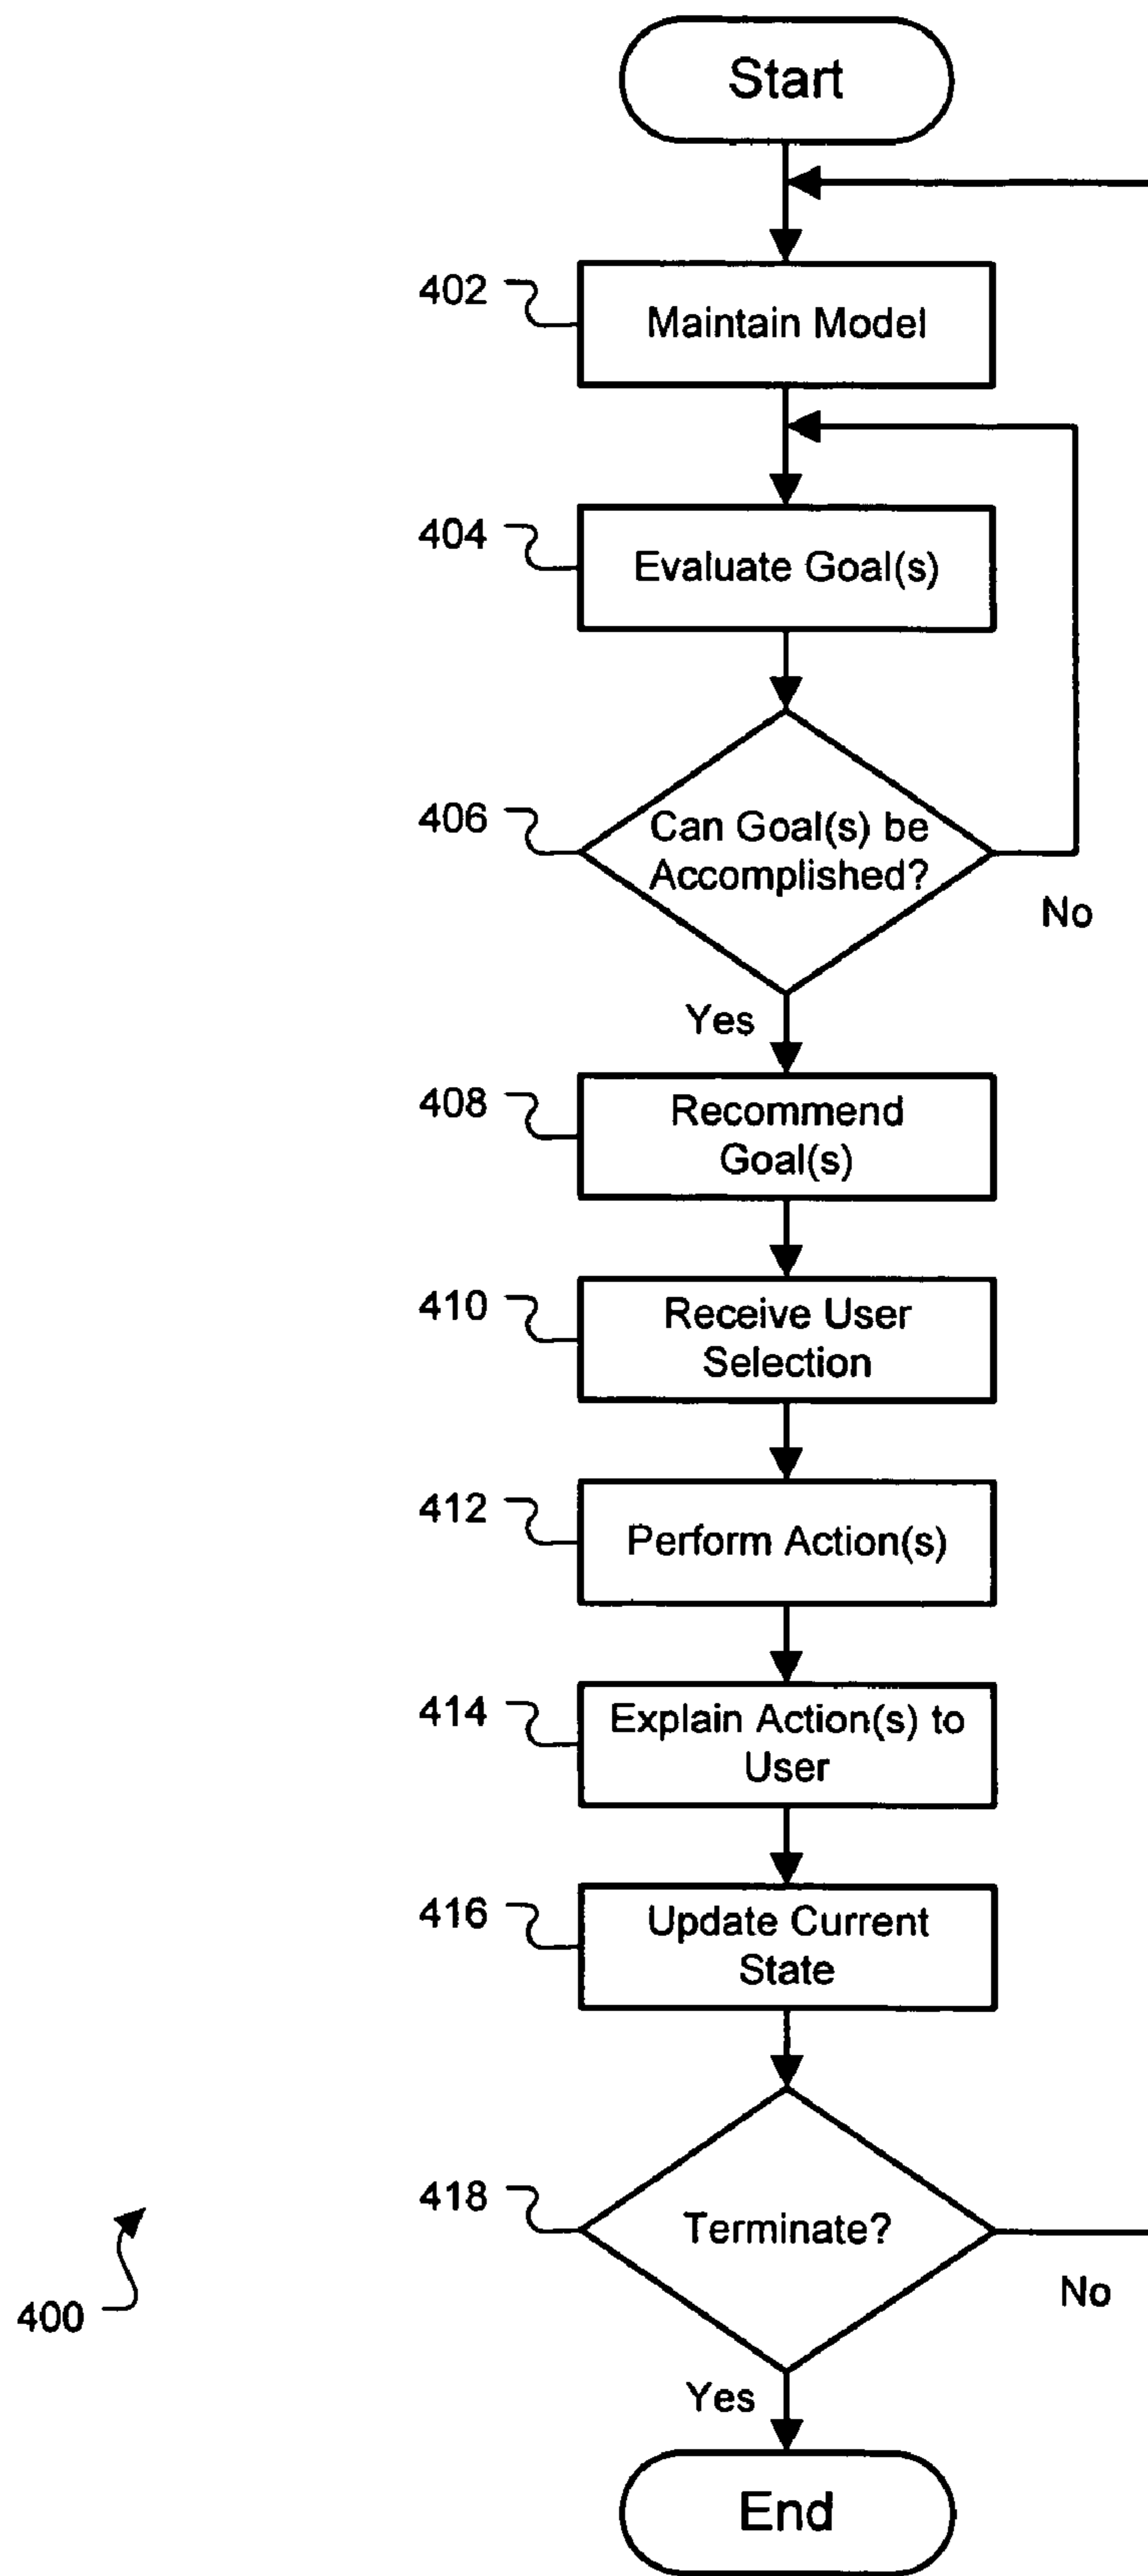 Start
402
Maintain Model
404
Evaluate Goal(s)
406
Can Goal(s) be
Accomplished?
No
Yes
408
Recommend
Goal(s)
410
Receive User
Selection
412
Perform Action(s)
414
Explain Action(s) to
User
416
Update Current
State
418
Terminate?
No
400
Yes
End